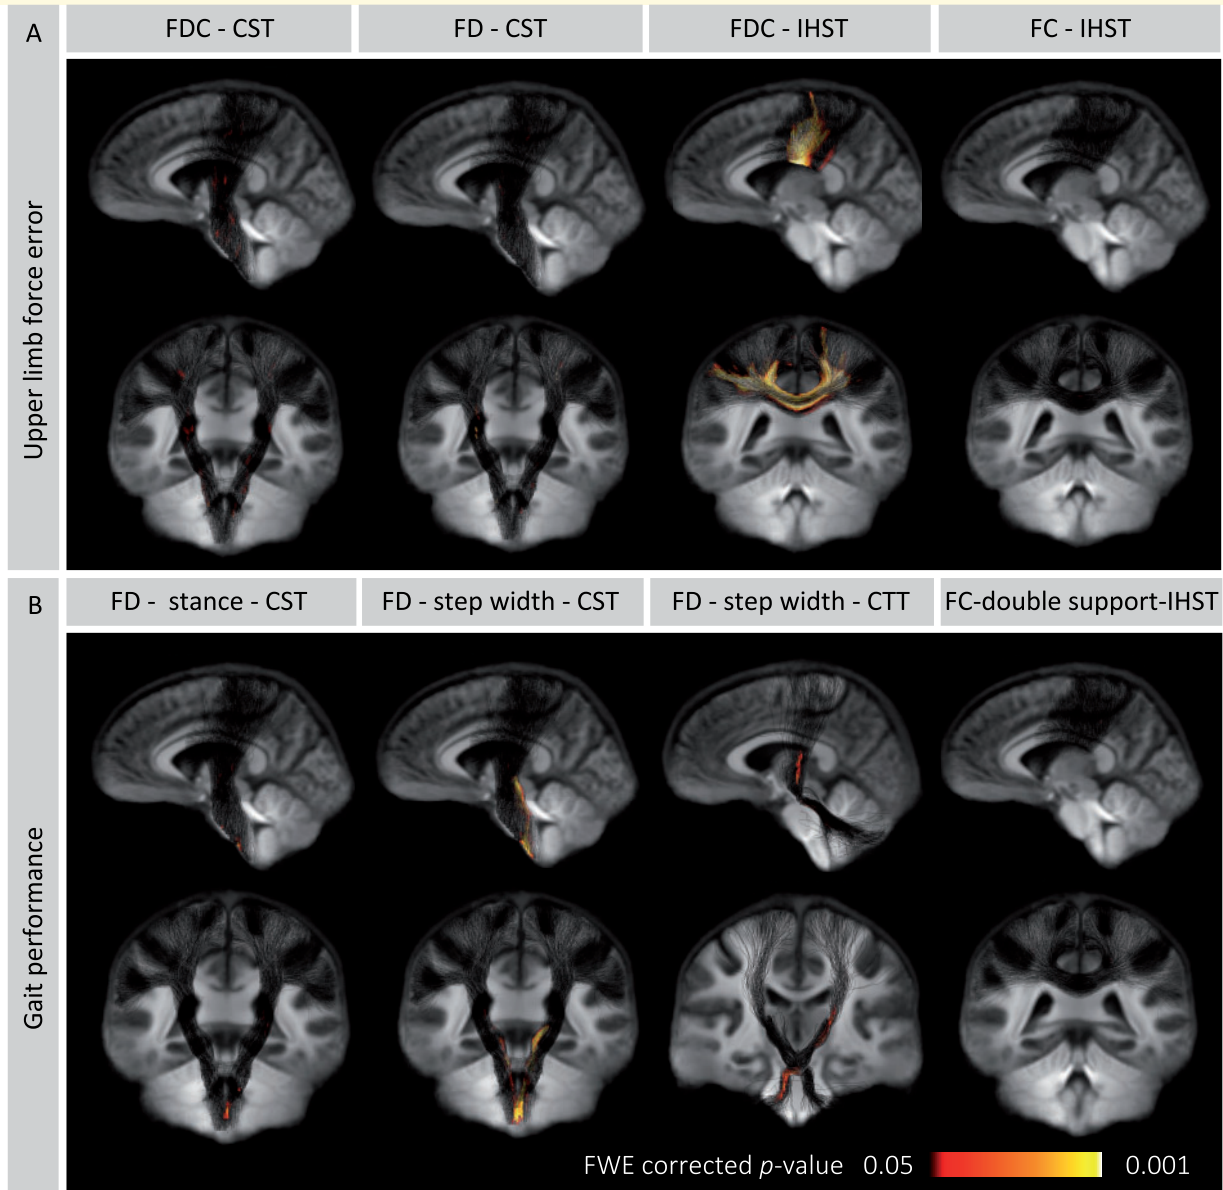 A
FDC - CST
FD - CST
FDC - IHST
FC - IHST
Upper limb force error
B
FD - stance - CST
FD - step width - CST
FD - step width - CTT
FC-double support-IHST
Gait performance
FWE corrected p-value 0.05 0.001